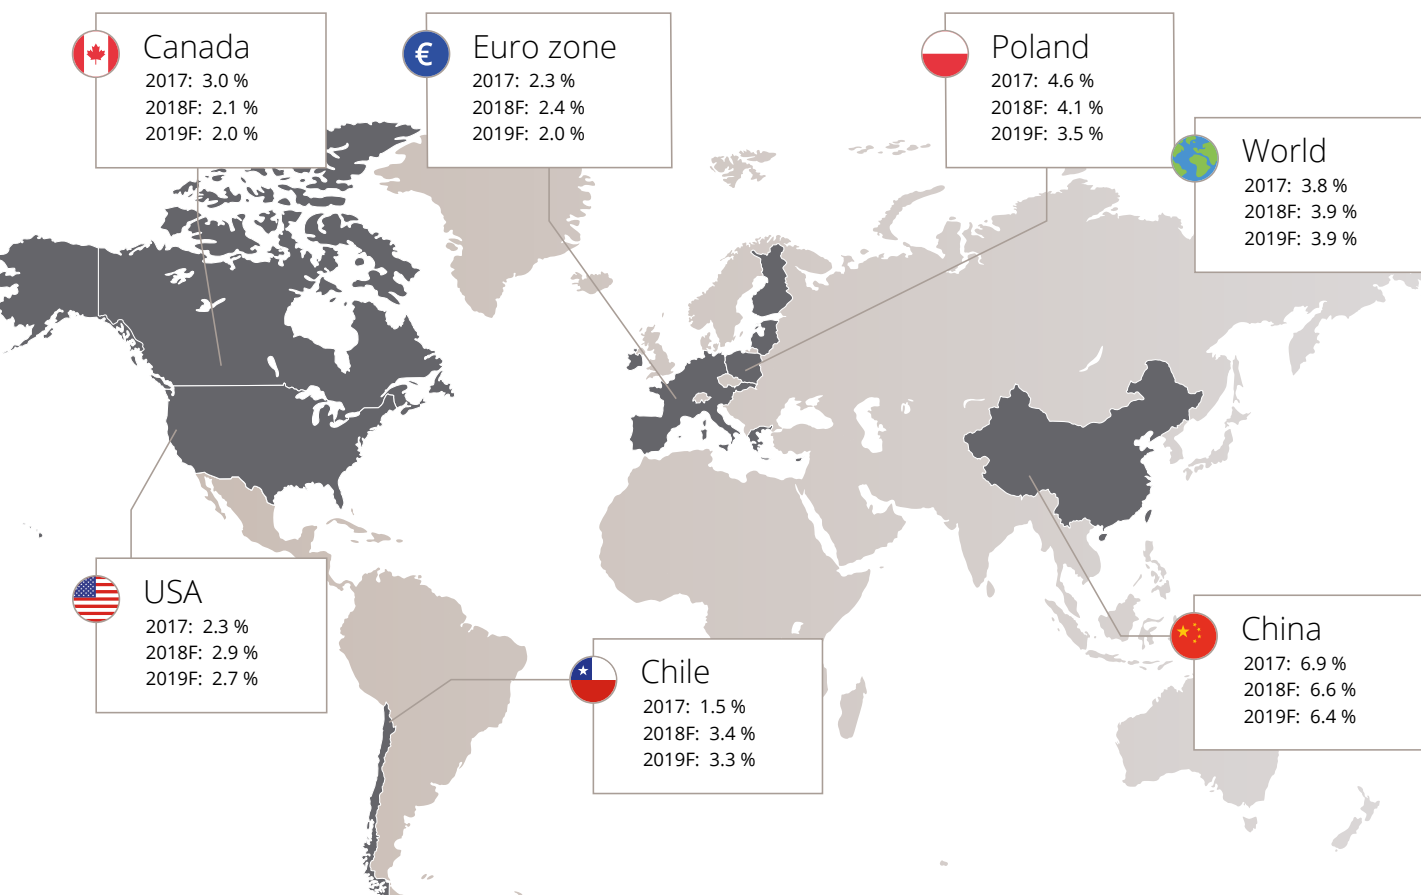 Canada
2017: 3.0 %
2018F: 2.1 %
2019F: 2.0 %
€
Euro zone
2017: 2.3 %
2018F: 2.4 %
2019F: 2.0 %
Poland
2017: 4.6 %
2018F: 4.1 %
2019F: 3.5 %
World
2017: 3.8 %
2018F: 3.9 %
2019F: 3.9 %
USA
2017: 2.3 %
2018F: 2.9 %
2019F: 2.7 %
Chile
2017: 1.5 %
2018F: 3.4 %
2019F: 3.3 %
China
2017: 6.9 %
2018F: 6.6 %
2019F: 6.4 %